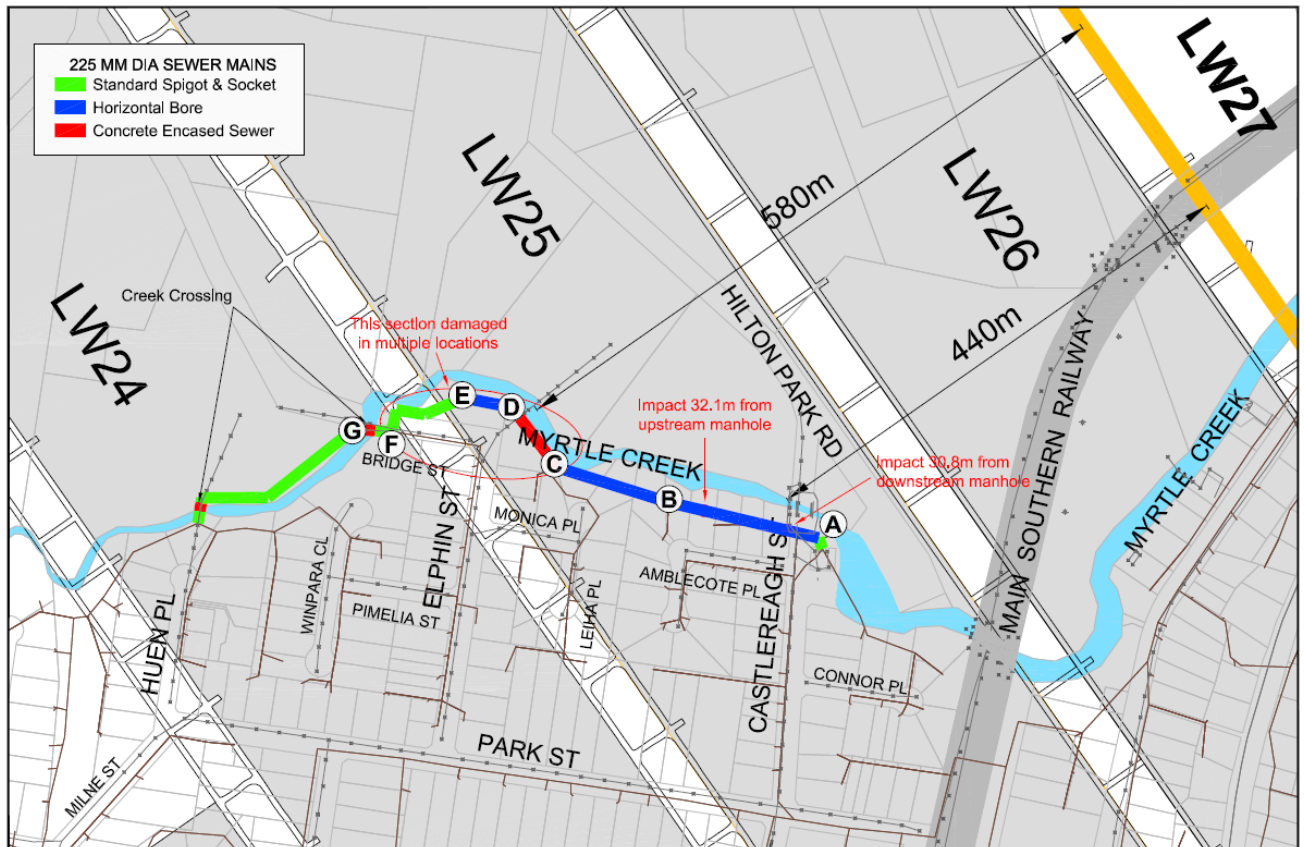 225 MM DIA SEWER MAINS
Standard Spigot & Socket
Horizontal Bore
Concrete Encased Sewer
LW27
LW25
LW26
580m
440m
LW24
Creek Crossing
This section damaged
in multiple locations
HILTON PARK RD
MAIN SOUTHERN RAILWAY
MYRTLE CREEK
Impact 32.1m from
upstream manhole
Impact 30.8m from
downstream manhole
MYRTLE CREEK
E
D
G
F
C
B
A
BRIDGE ST
MONICA PL
ELPHIN ST
AMBLECOTE PL
LEIHA PL
WINPARA CL
PIMELIA ST
HUEN PL
CASTLEREAGH S
CONNOR PL
PARK ST
MILNE ST